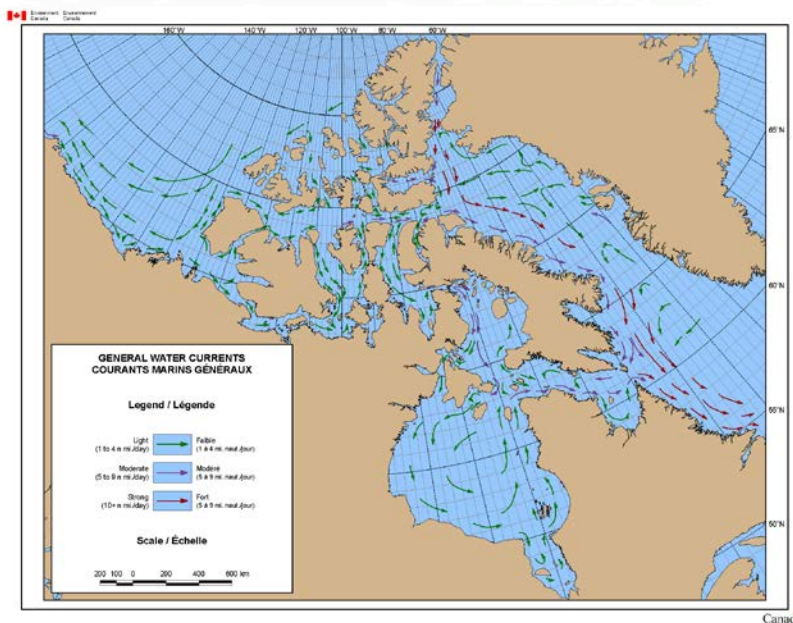 Environment Environnement
Canada Canada
160°W 140°W 120°W 100°W 80°W 60°W
65°N
60°N
55°N
50°N
GENERAL WATER CURRENTS
COURANTS MARINS GÉNÉRAUX
Legend / Légende
Light Faible
(1 to 4 n mi./day) (1 à 4 mi. naut./jour)
Moderate Modéré
(5 to 9 n mi./day) (5 à 9 mi. naut./jour)
Strong Fort
(10+ n mi./day) (5 à 9 mi. naut./jour)
Scale / Échelle
200 100 0 200 400 600 km